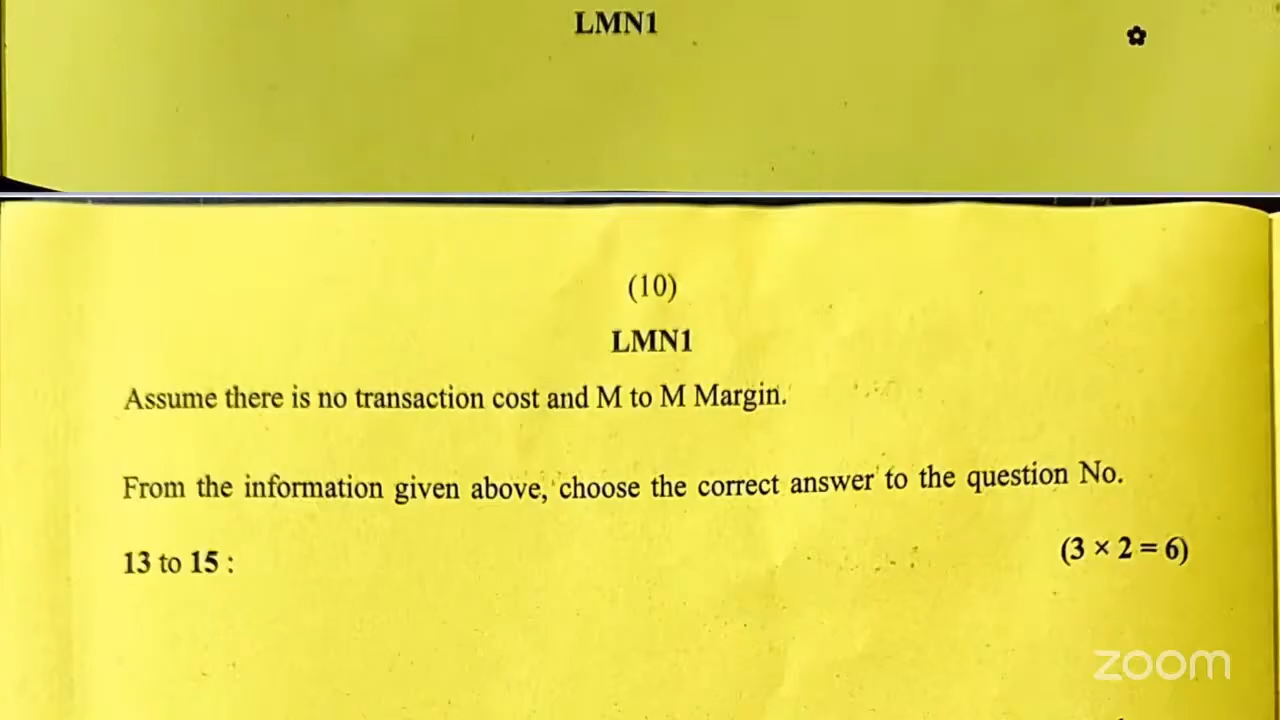 LMN1
(10)
LMN1
Assume there is no transaction cost and M to M Margin.
From the information given above, choose the correct answer to the question No.
13 to 15 :
(3 × 2 = 6)
zoom